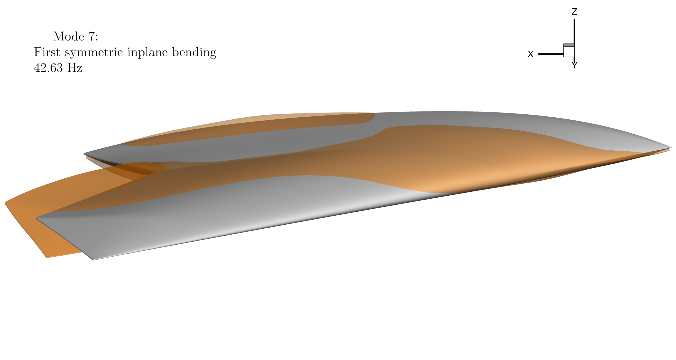 Mode 7:
First symmetric inplane bending
42.63 Hz
Z
X
Y